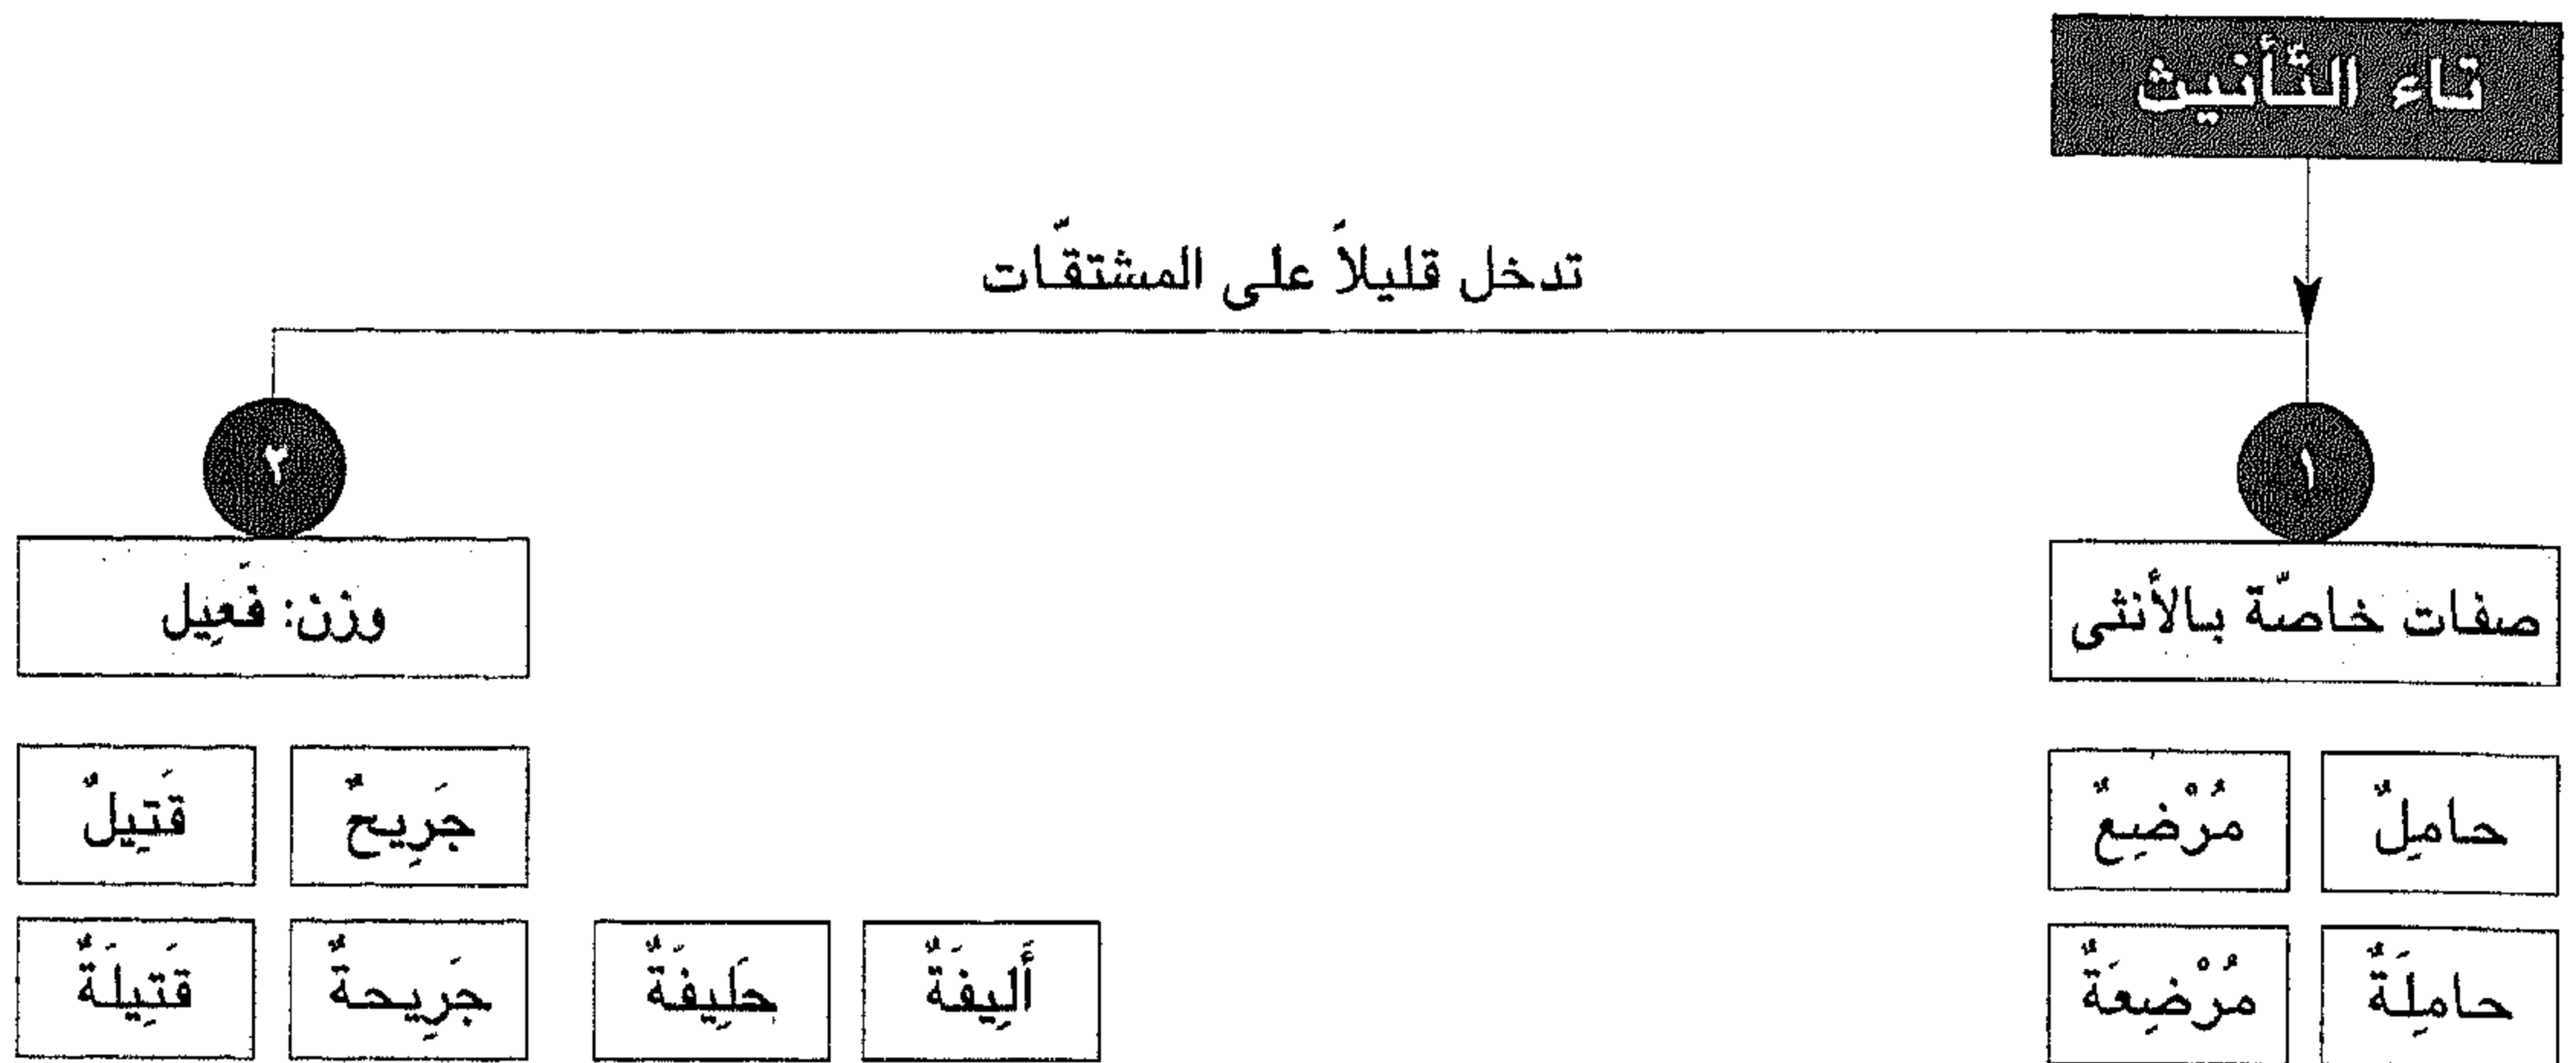 تاء التّأنيث
تدخل قليلاً على المشتقّات
١
٢
صفات خاصّة بالأنثى
وزن: فَعِيل
حامِلٌ
مُرْضِعٌ
جَرِيحٌ
قَتِيلٌ
حامِلَةٌ
مُرْضِعَةٌ
أَلِيفَةٌ
حَلِيفَةٌ
جَرِيحةٌ
قَتِيلَةٌ